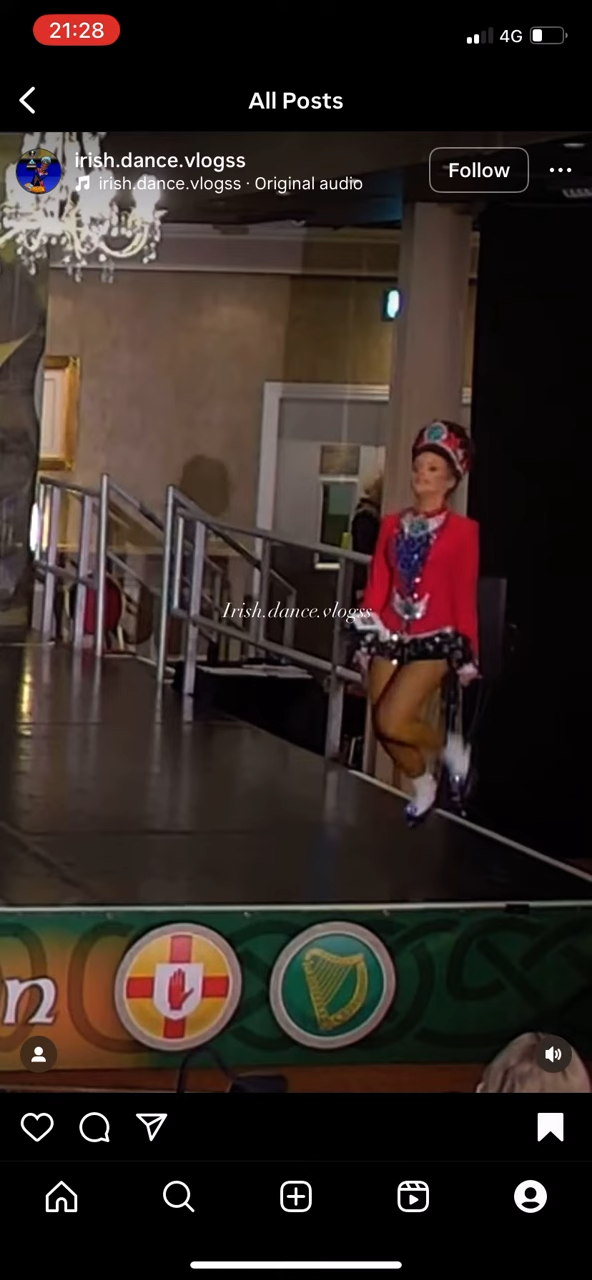 21:28
4G
All Posts
irish.dance.vlogss
irish.dance.vlogss · Original audio
Follow
Irish.dance.vlogss
n